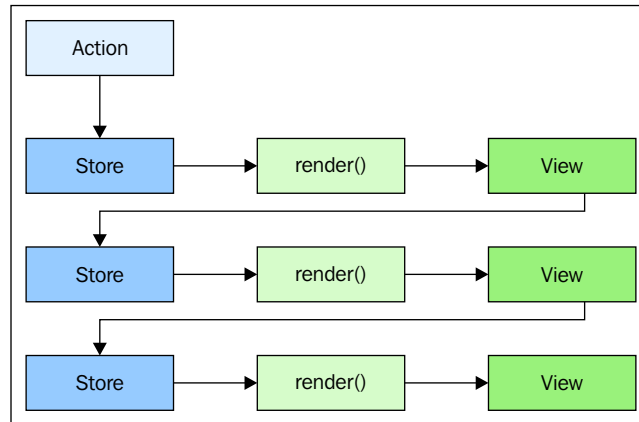 Action
Store
render()
View
Store
render()
View
Store
render()
View